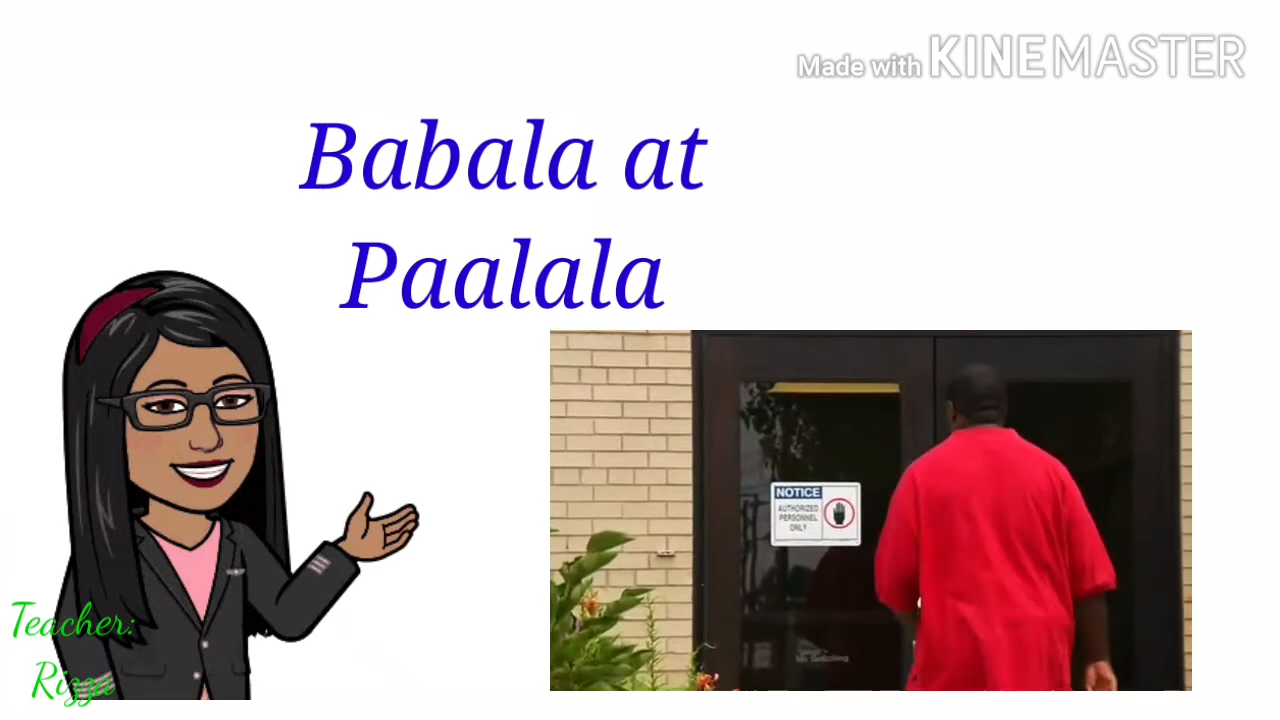 Made with KINEMASTER
Babala at
Paalala
NOTICE
AUTHORIZED
PERSONNEL
ONLY
No Soliciting
Teacher:
Rizza